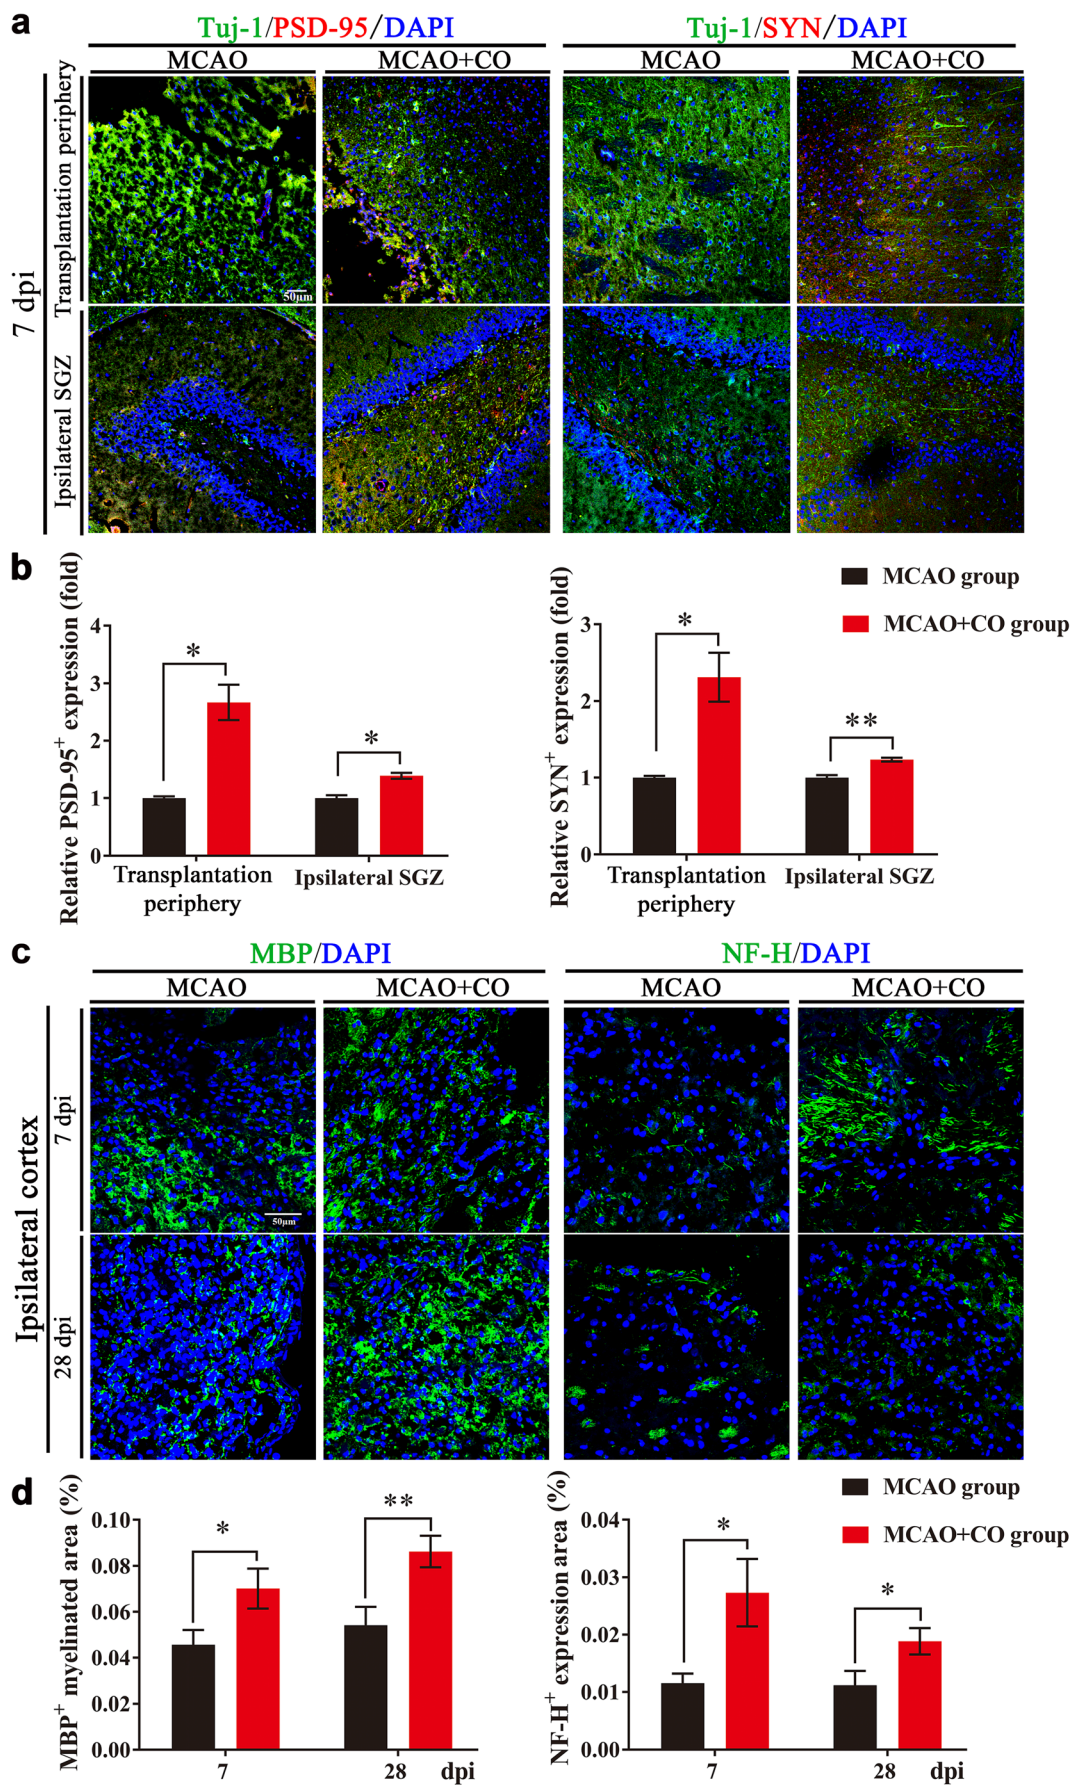 a
Tuj-1/PSD-95/DAPI
Tuj-1/SYN/DAPI
MCAO
MCAO+CO
MCAO
MCAO+CO
7 dpi
Transplantation periphery
50μm
Ipsilateral SGZ
b
Relative PSD-95+ expression (fold)
4
3
2
1
0
*
*
Transplantation
periphery
Ipsilateral SGZ
Relative SYN+ expression (fold)
3
2
1
0
*
**
Transplantation
periphery
Ipsilateral SGZ
MCAO group
MCAO+CO group
c
MBP/DAPI
NF-H/DAPI
MCAO
MCAO+CO
MCAO
MCAO+CO
Ipsilateral cortex
7 dpi
50μm
28 dpi
d
MBP+ myelinated area (%)
0.10
0.08
0.06
0.04
0.02
0.00
*
**
7
28
dpi
NF-H+ expression area (%)
0.04
0.03
0.02
0.01
0.00
*
*
7
28
dpi
MCAO group
MCAO+CO group